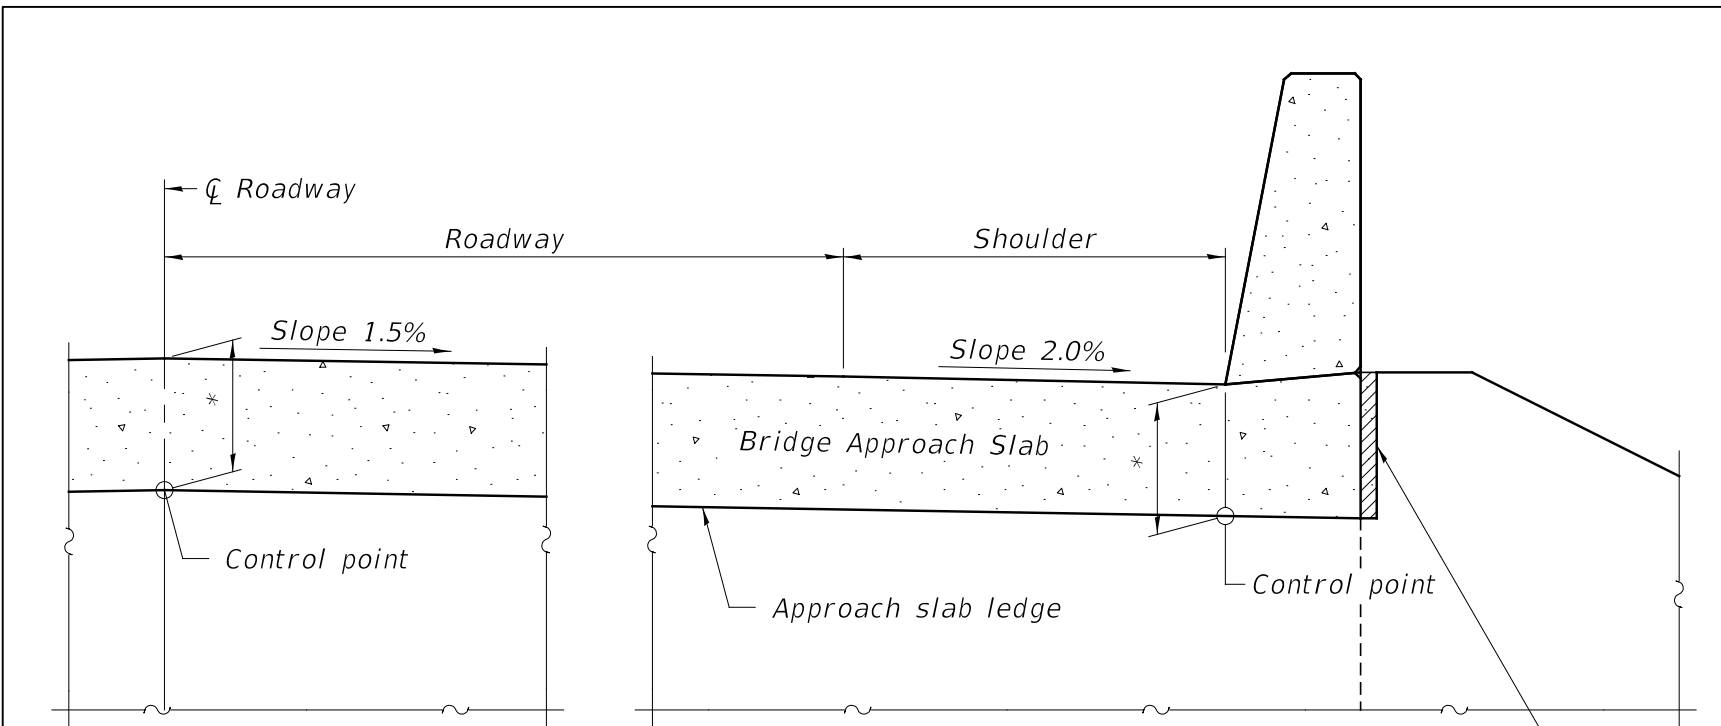 ℄ Roadway
Roadway
Shoulder
Slope 1.5%
Slope 2.0%
*
*
Bridge Approach Slab
Control point
Control point
Approach slab ledge